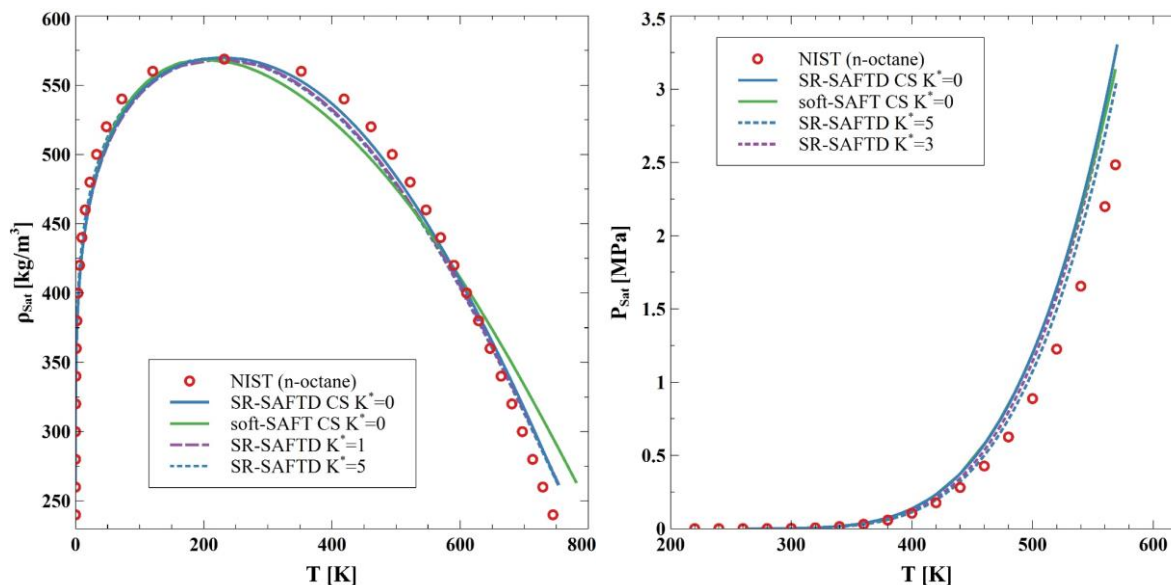 600
550
500
450
400
350
300
250
ρSat [kg/m³]
NIST (n-octane)
SR-SAFTD CS K*=0
soft-SAFT CS K*=0
SR-SAFTD K*=1
SR-SAFTD K*=5
0 200 400 600 800
T [K]
3.5
3
2.5
2
1.5
1
0.5
0
PSat [MPa]
NIST (n-octane)
SR-SAFTD CS K*=0
soft-SAFT CS K*=0
SR-SAFTD K*=5
SR-SAFTD K*=3
200 300 400 500 600
T [K]